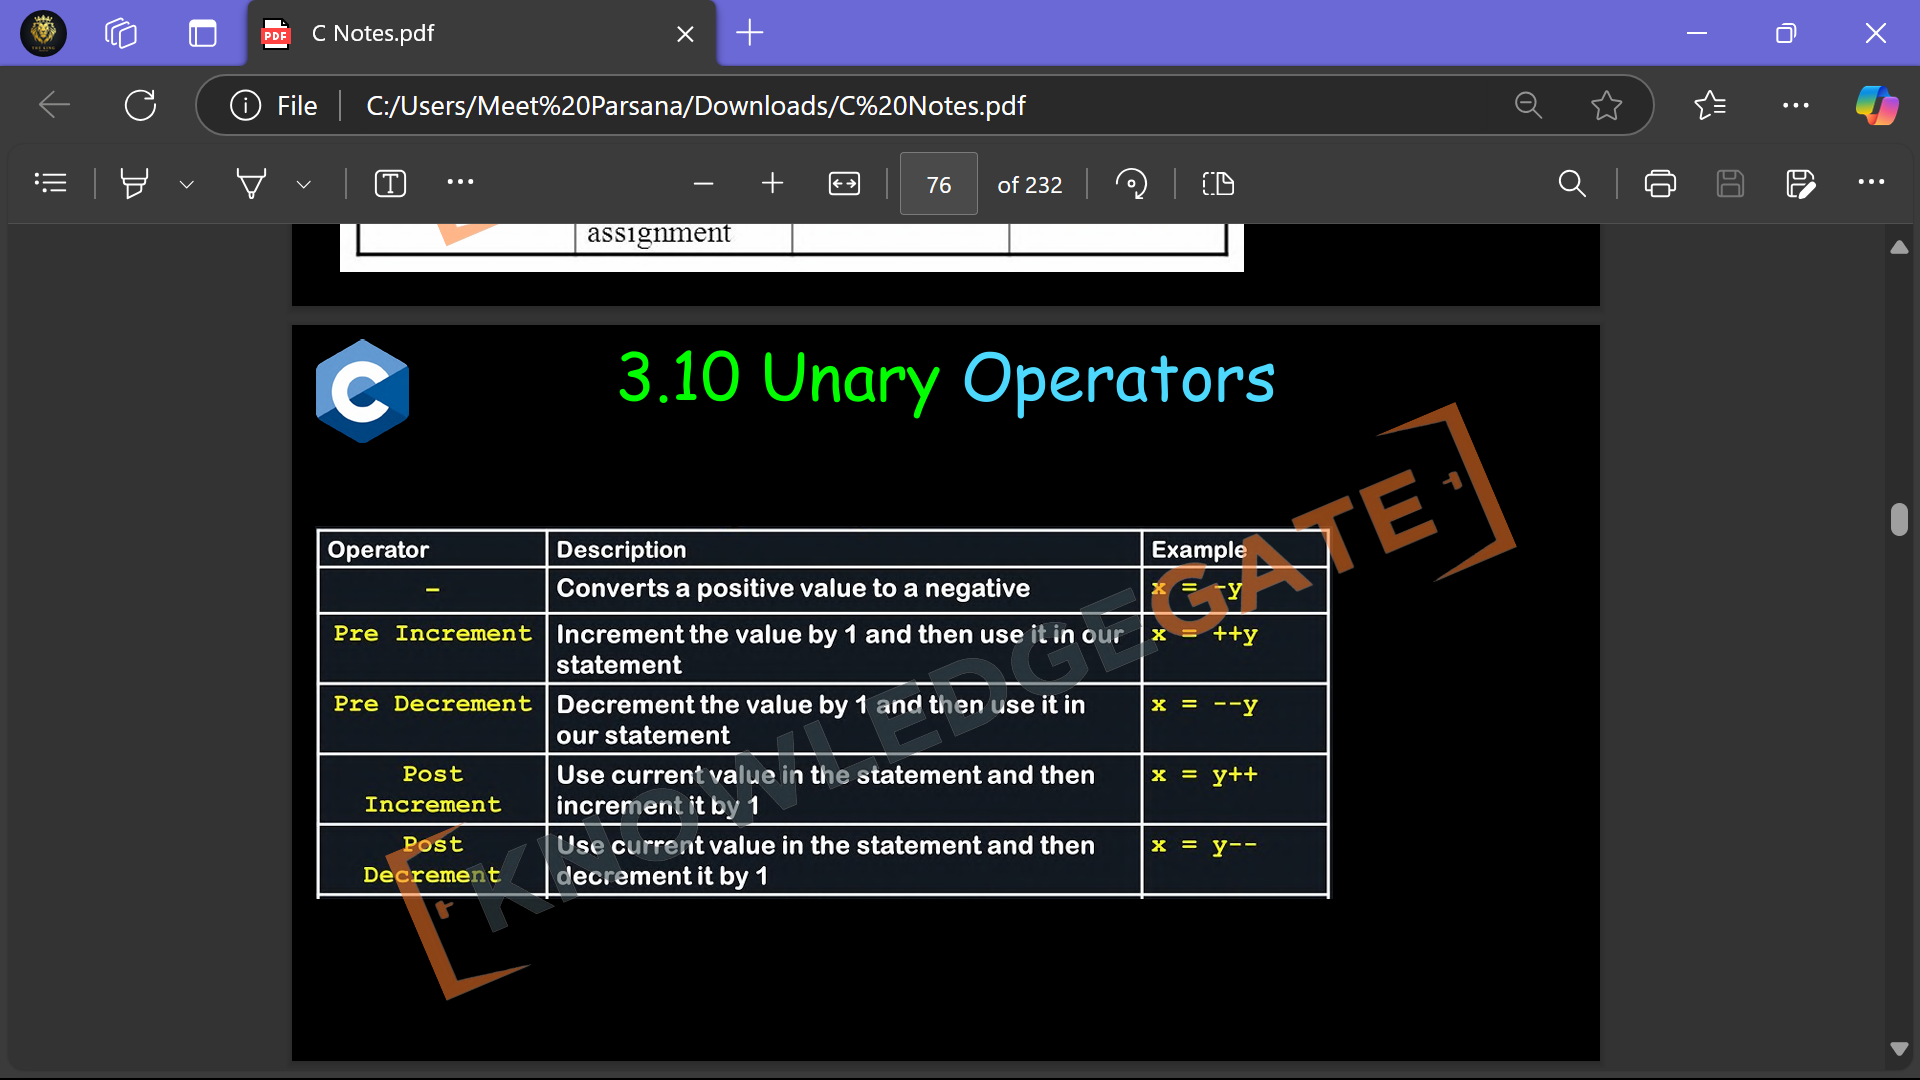 C Notes.pdf
File
C:/Users/Meet%20Parsana/Downloads/C%20Notes.pdf
76 of 232
assignment
3.10 Unary Operators
Operator Description Example
- Converts a positive value to a negative x = -y
Pre Increment Increment the value by 1 and then use it in our x = ++y
statement
Pre Decrement Decrement the value by 1 and then use it in x = --y
our statement
Post Use current value in the statement and then x = y++
Increment increment it by 1
Post Use current value in the statement and then x = y--
Decrement decrement it by 1
KNOWLEDGE GATE